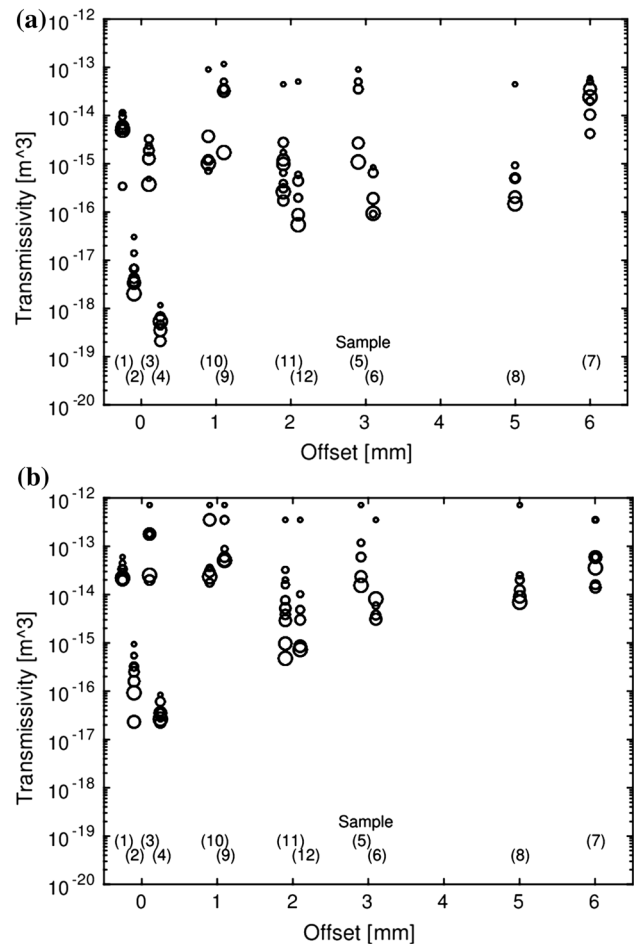 (a)
Transmissivity [m^3]
10^-12
10^-13
10^-14
10^-15
10^-16
10^-17
10^-18
10^-19
10^-20
Sample
(1) (3) (10) (11) (5) (7)
(2) (4) (9) (12) (6) (8)
0 1 2 3 4 5 6
Offset [mm]
(b)
Transmissivity [m^3]
10^-12
10^-13
10^-14
10^-15
10^-16
10^-17
10^-18
10^-19
10^-20
Sample
(1) (3) (10) (11) (5) (7)
(2) (4) (9) (12) (6) (8)
0 1 2 3 4 5 6
Offset [mm]